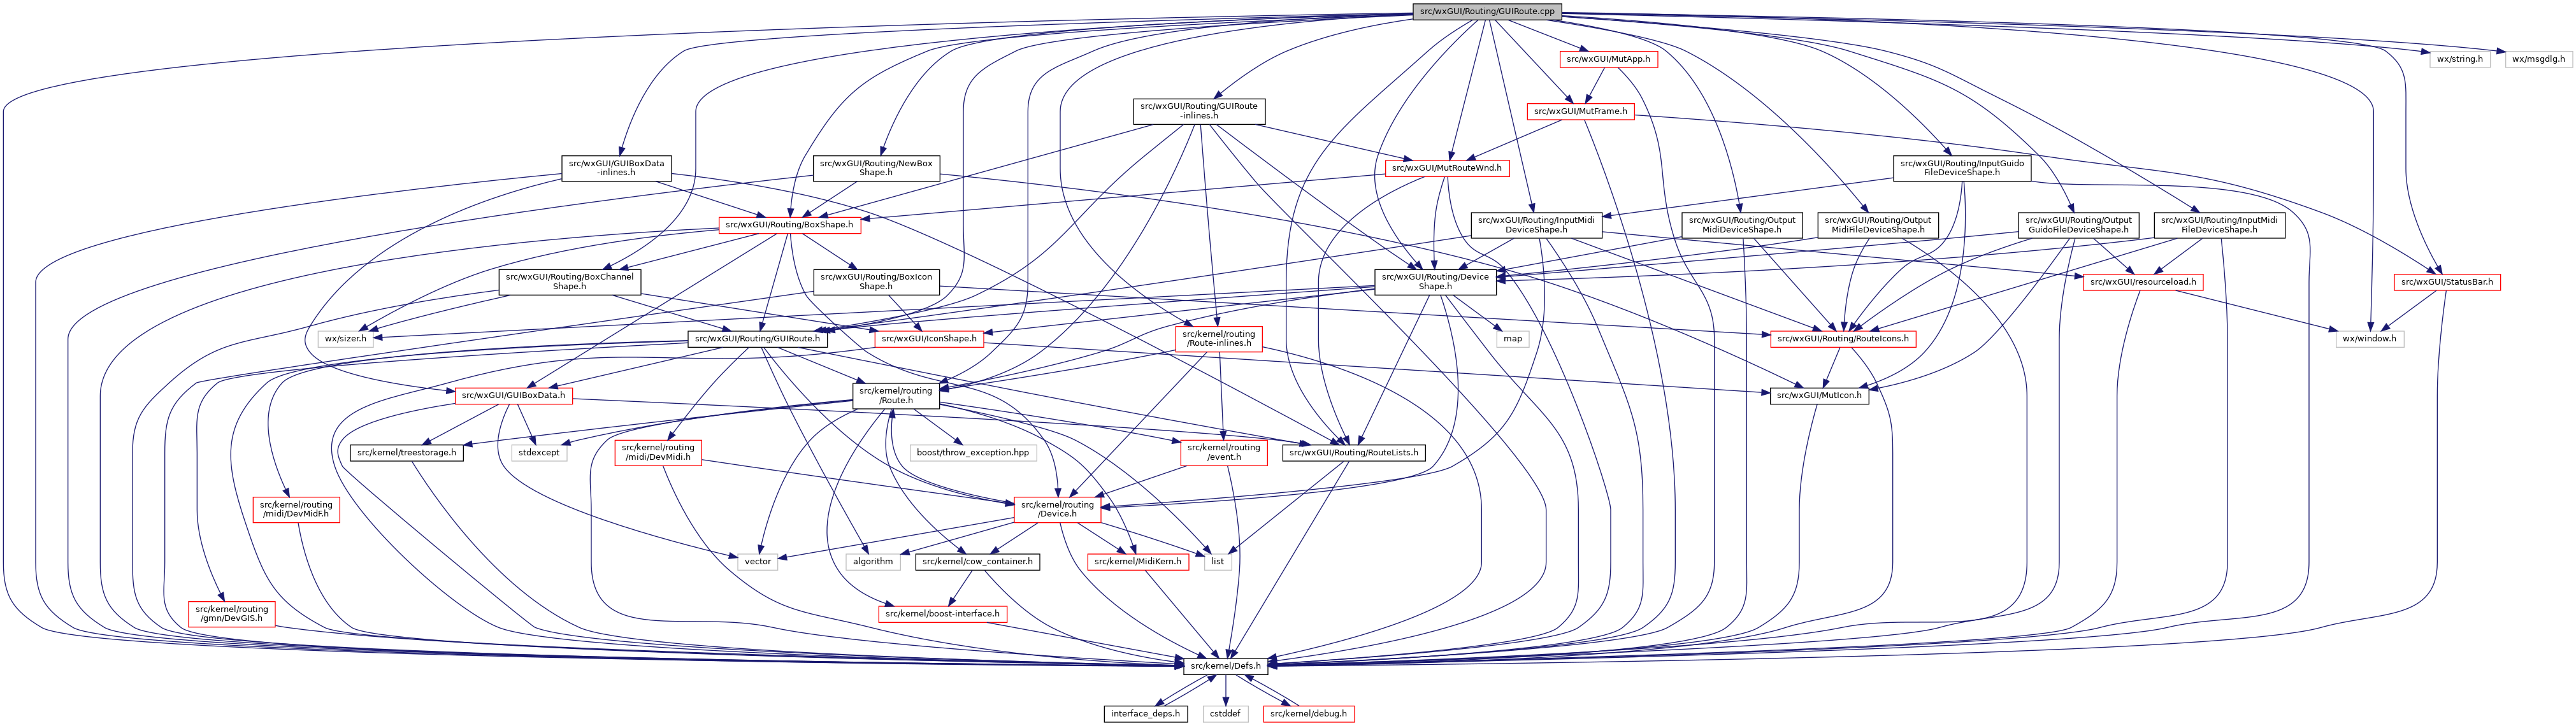 src/wxGUI/Routing/GUIRoute.cpp
src/wxGUI/MutApp.h
wx/string.h
wx/msgdlg.h
src/wxGUI/Routing/GUIRoute
-inlines.h
src/wxGUI/MutFrame.h
src/wxGUI/GUIBoxData
-inlines.h
src/wxGUI/Routing/NewBox
Shape.h
src/wxGUI/MutRouteWnd.h
src/wxGUI/Routing/InputGuido
FileDeviceShape.h
src/wxGUI/Routing/BoxShape.h
src/wxGUI/Routing/InputMidi
DeviceShape.h
src/wxGUI/Routing/Output
MidiDeviceShape.h
src/wxGUI/Routing/Output
MidiFileDeviceShape.h
src/wxGUI/Routing/Output
GuidoFileDeviceShape.h
src/wxGUI/Routing/InputMidi
FileDeviceShape.h
src/wxGUI/Routing/BoxChannel
Shape.h
src/wxGUI/Routing/BoxIcon
Shape.h
src/wxGUI/Routing/Device
Shape.h
src/wxGUI/resourceload.h
src/wxGUI/StatusBar.h
wx/sizer.h
src/wxGUI/Routing/GUIRoute.h
src/wxGUI/IconShape.h
src/kernel/routing
/Route-inlines.h
map
src/wxGUI/Routing/RouteIcons.h
wx/window.h
src/wxGUI/GUIBoxData.h
src/kernel/routing
/Route.h
src/wxGUI/MutIcon.h
src/kernel/treestorage.h
stdexcept
src/kernel/routing
/midi/DevMidi.h
boost/throw_exception.hpp
src/kernel/routing
/event.h
src/wxGUI/Routing/RouteLists.h
src/kernel/routing
/midi/DevMidF.h
src/kernel/routing
/Device.h
vector
algorithm
src/kernel/cow_container.h
src/kernel/MidiKern.h
list
src/kernel/routing
/gmn/DevGIS.h
src/kernel/boost-interface.h
src/kernel/Defs.h
interface_deps.h
cstddef
src/kernel/debug.h